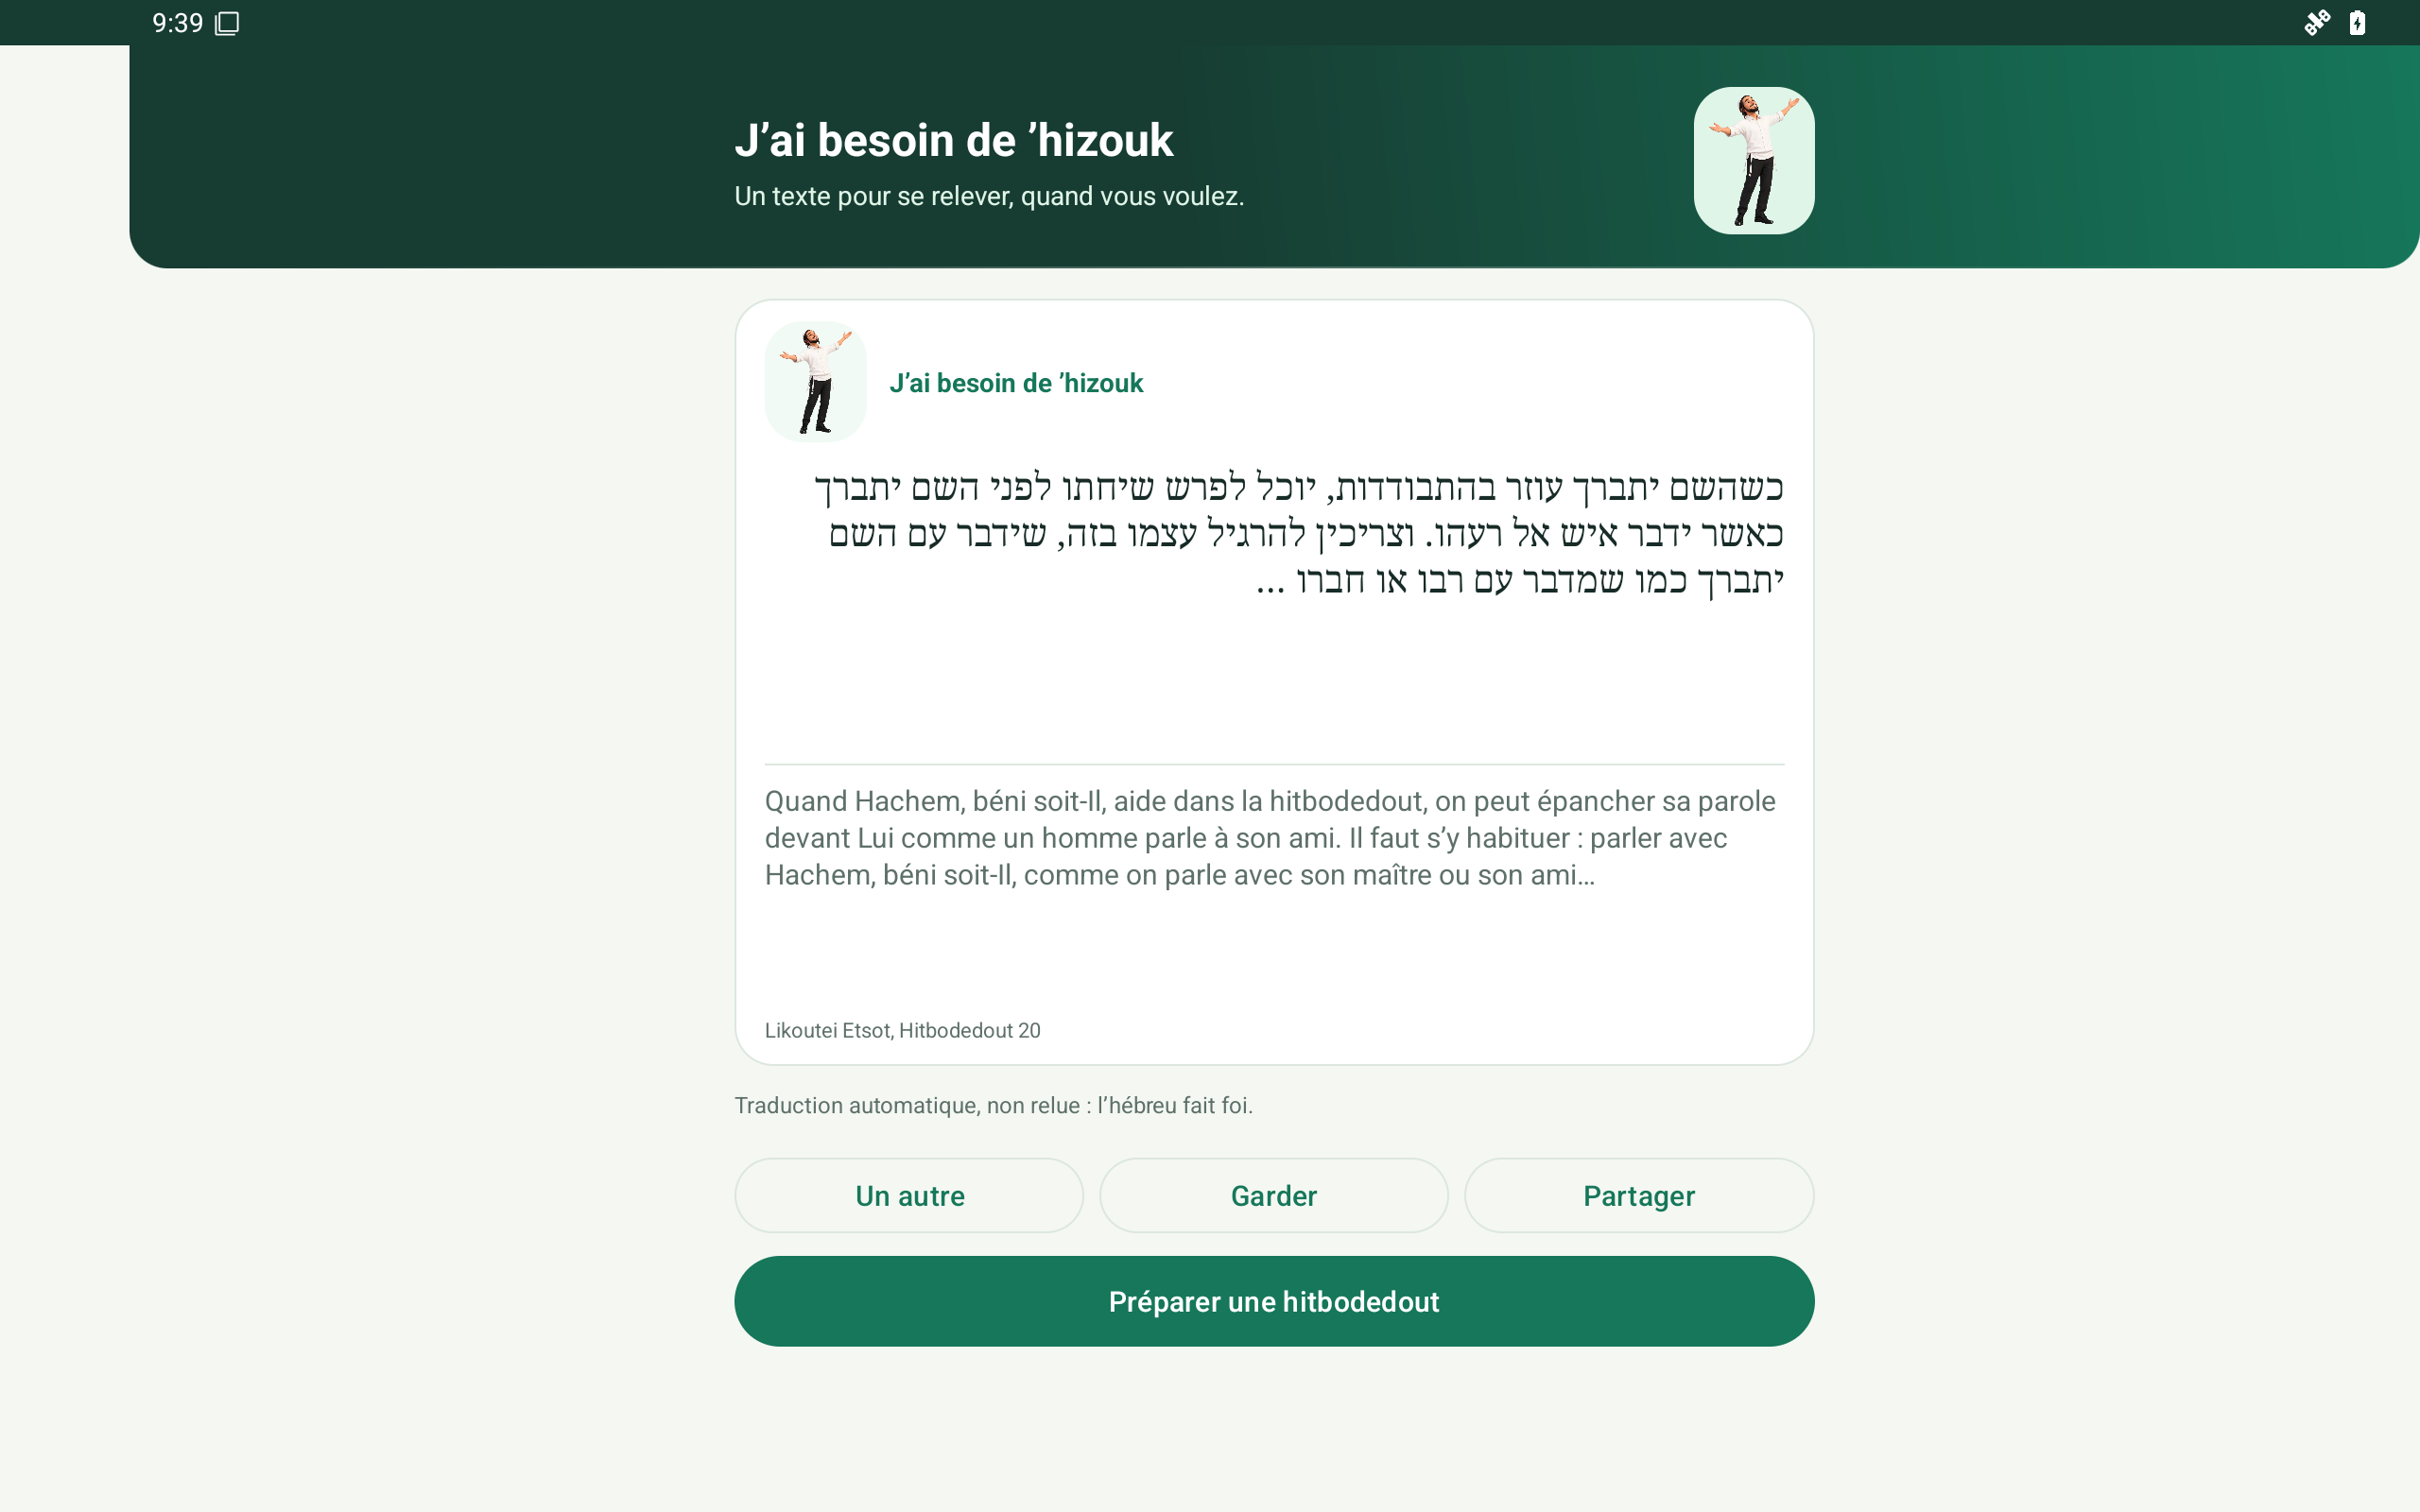 9:39
J’ai besoin de ’hizouk
Un texte pour se relever, quand vous voulez.
J’ai besoin de ’hizouk
כשהשם יתברך עוזר בהתבודדות, יוכל לפרש שיחתו לפני השם יתברך
כאשר ידבר איש אל רעהו. וצריכין להרגיל עצמו בזה, שידבר עם השם
יתברך כמו שמדבר עם רבו או חברו ...
Quand Hachem, béni soit-Il, aide dans la hitbodedout, on peut épancher sa parole
devant Lui comme un homme parle à son ami. Il faut s’y habituer : parler avec
Hachem, béni soit-Il, comme on parle avec son maître ou son ami…
Likoutei Etsot, Hitbodedout 20
Traduction automatique, non relue : l’hébreu fait foi.
Un autre
Garder
Partager
Préparer une hitbodedout